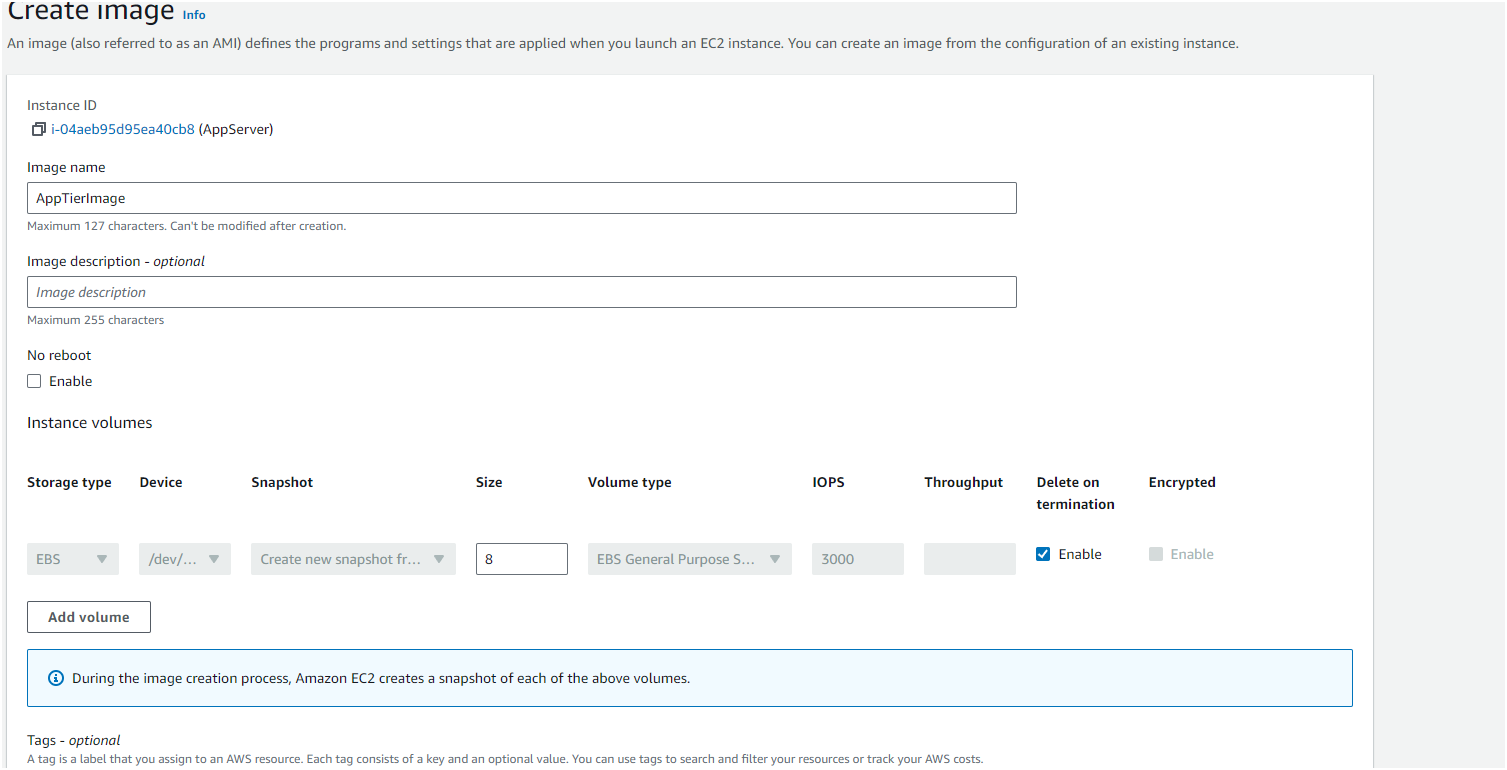 Create image Info
An image (also referred to as an AMI) defines the programs and settings that are applied when you launch an EC2 instance. You can create an image from the configuration of an existing instance.
Instance ID
i-04aeb95d95ea40cb8 (AppServer)
Image name
AppTierImage
Maximum 127 characters. Can't be modified after creation.
Image description - optional
Image description
Maximum 255 characters
No reboot
Enable
Instance volumes
Storage type Device Snapshot Size Volume type IOPS Throughput Delete on termination Encrypted
EBS /dev/... Create new snapshot fr... 8 EBS General Purpose S... 3000 Enable Enable
Add volume
During the image creation process, Amazon EC2 creates a snapshot of each of the above volumes.
Tags - optional
A tag is a label that you assign to an AWS resource. Each tag consists of a key and an optional value. You can use tags to search and filter your resources or track your AWS costs.